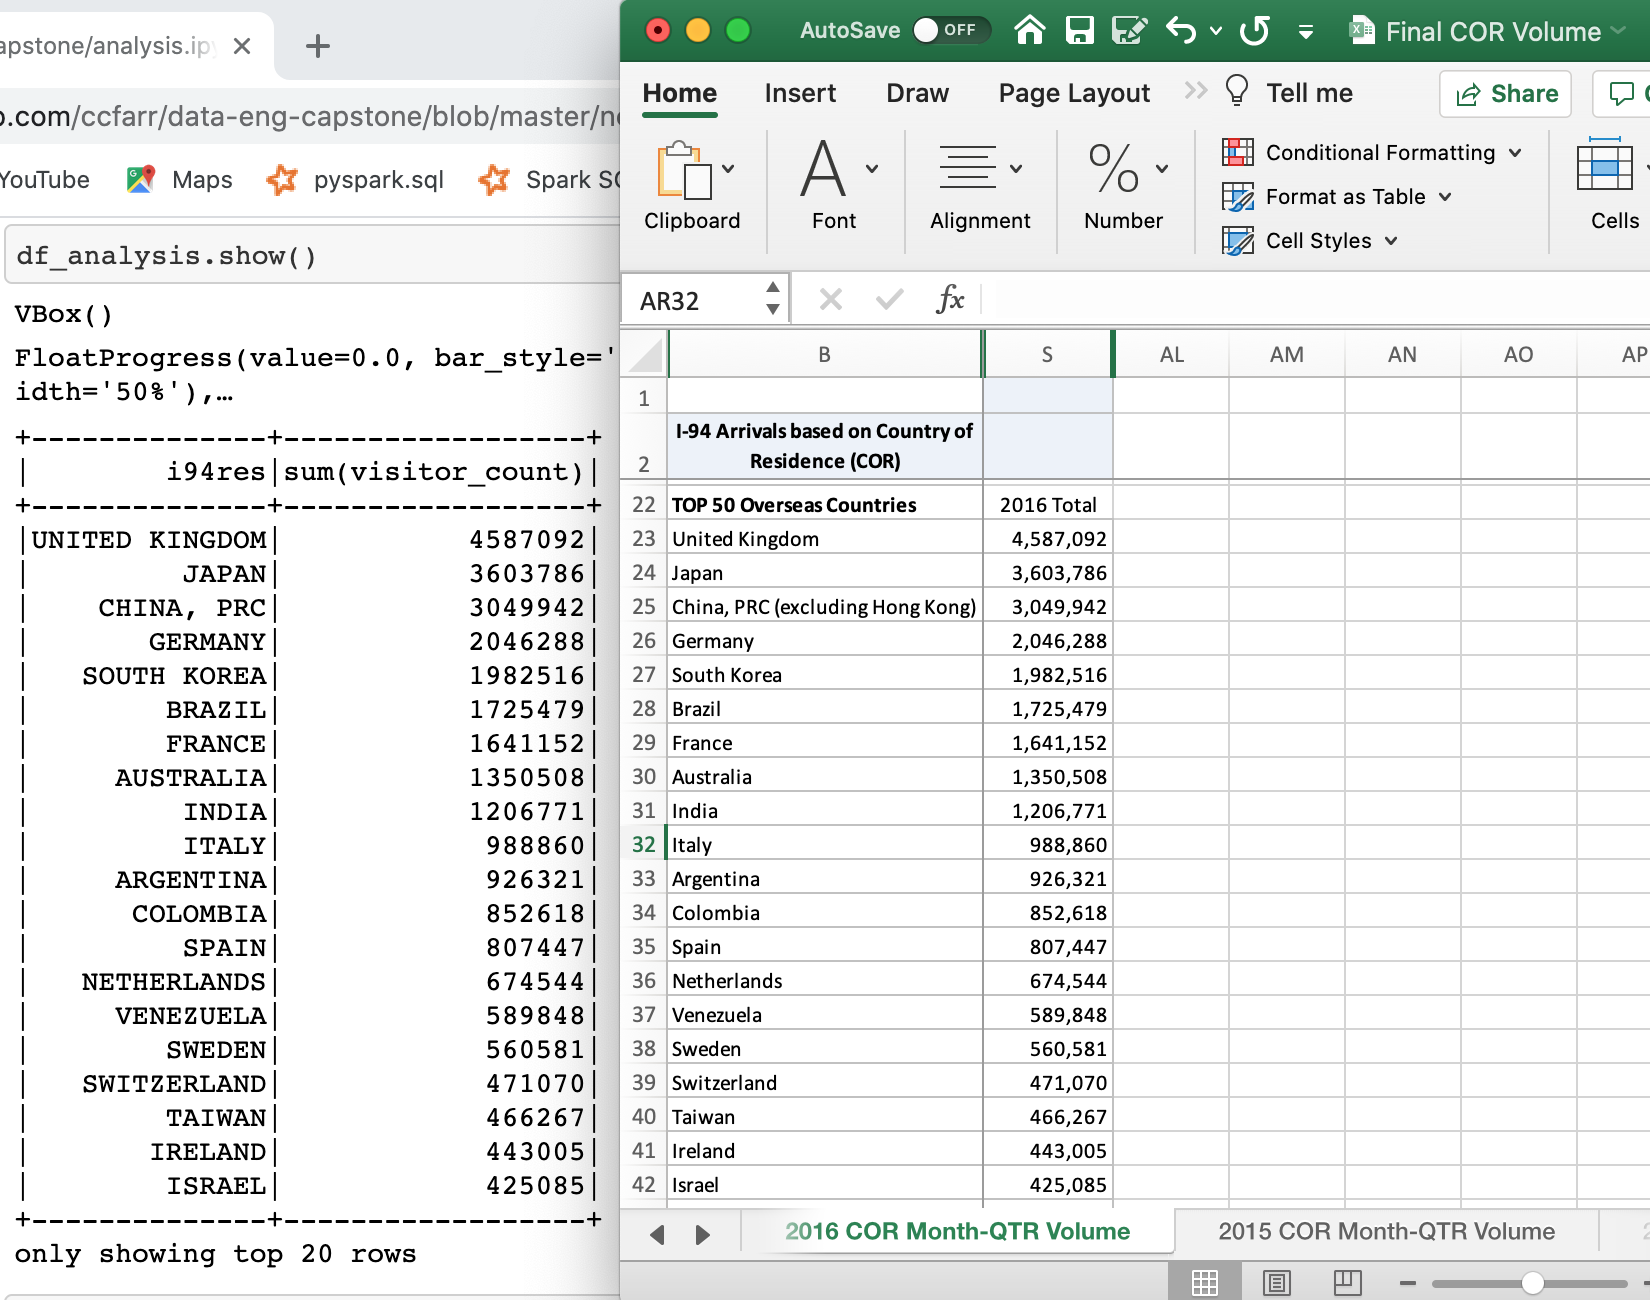 apstone/analysis.ip
.com/ccfarr/data-eng-capstone/blob/master/n
YouTube Maps pyspark.sql Spark S
df_analysis.show()
VBox()
FloatProgress(value=0.0, bar_style='
idth='50%'),…
+--------------+------------------+
| i94res|sum(visitor_count)|
+--------------+------------------+
|UNITED KINGDOM| 4587092|
| JAPAN| 3603786|
| CHINA, PRC| 3049942|
| GERMANY| 2046288|
| SOUTH KOREA| 1982516|
| BRAZIL| 1725479|
| FRANCE| 1641152|
| AUSTRALIA| 1350508|
| INDIA| 1206771|
| ITALY| 988860|
| ARGENTINA| 926321|
| COLOMBIA| 852618|
| SPAIN| 807447|
| NETHERLANDS| 674544|
| VENEZUELA| 589848|
| SWEDEN| 560581|
| SWITZERLAND| 471070|
| TAIWAN| 466267|
| IRELAND| 443005|
| ISRAEL| 425085|
+--------------+------------------+
only showing top 20 rows
AutoSave OFF Final COR Volume
Home Insert Draw Page Layout Tell me Share
Clipboard Font Alignment Number Cells
Conditional Formatting
Format as Table
Cell Styles
AR32 fx
B S AL AM AN AO AP
1
2 I-94 Arrivals based on Country of
Residence (COR)
22 TOP 50 Overseas Countries 2016 Total
23 United Kingdom 4,587,092
24 Japan 3,603,786
25 China, PRC (excluding Hong Kong) 3,049,942
26 Germany 2,046,288
27 South Korea 1,982,516
28 Brazil 1,725,479
29 France 1,641,152
30 Australia 1,350,508
31 India 1,206,771
32 Italy 988,860
33 Argentina 926,321
34 Colombia 852,618
35 Spain 807,447
36 Netherlands 674,544
37 Venezuela 589,848
38 Sweden 560,581
39 Switzerland 471,070
40 Taiwan 466,267
41 Ireland 443,005
42 Israel 425,085
2016 COR Month-QTR Volume 2015 COR Month-QTR Volume